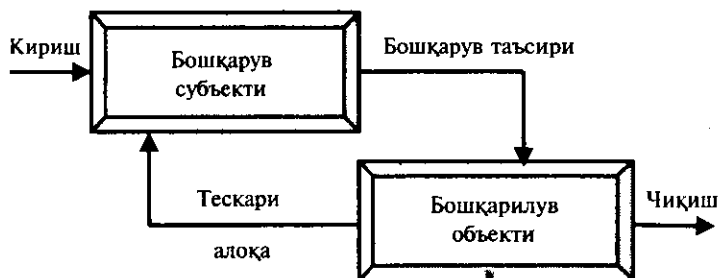 Кириш
Бошқарув
субъекти
Бошқарув таъсири
Тескари
алоқа
Бошқарилув
объекти
Чиқиш